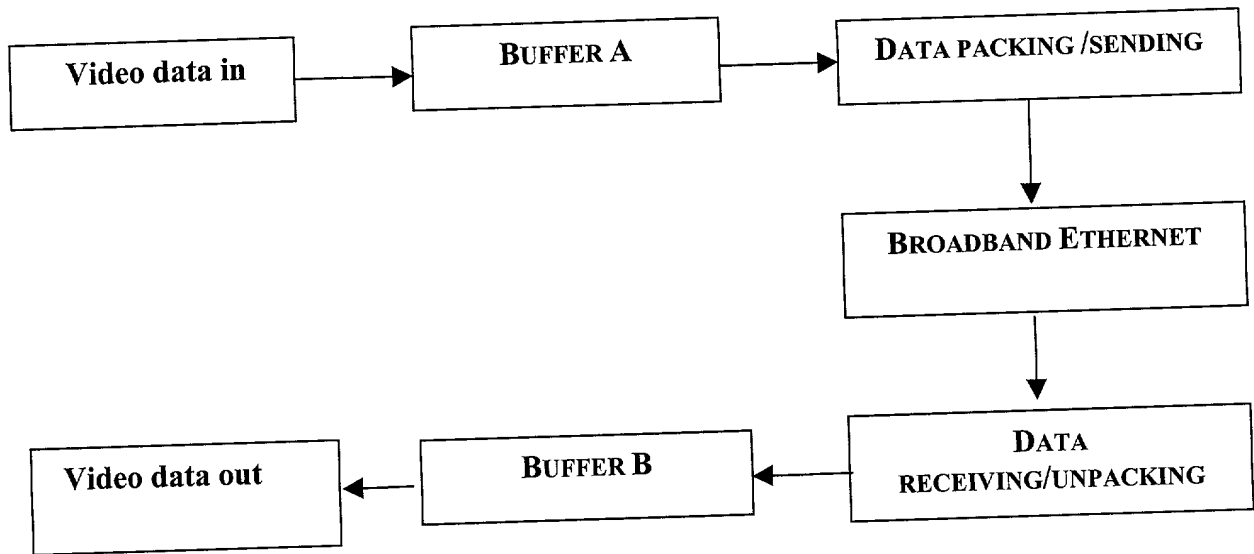 Video data in
BUFFER A
DATA PACKING /SENDING
BROADBAND ETHERNET
DATA
RECEIVING/UNPACKING
BUFFER B
Video data out